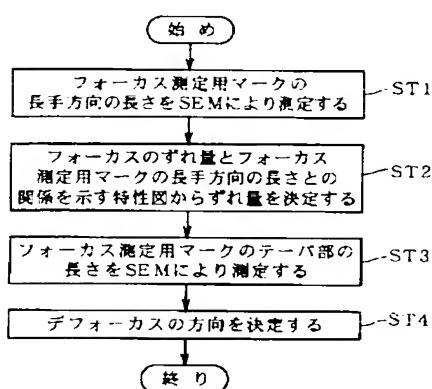 始め
フォーカス測定用マークの
長手方向の長さをSEMにより測定する
ST1
フォーカスのずれ量とフォーカス
測定用マークの長手方向の長さとの
関係を示す特性図からずれ量を決定する
ST2
フォーカス測定用マークのテーパ部の
長さをSEMにより測定する
ST3
デフォーカスの方向を決定する
ST4
終り